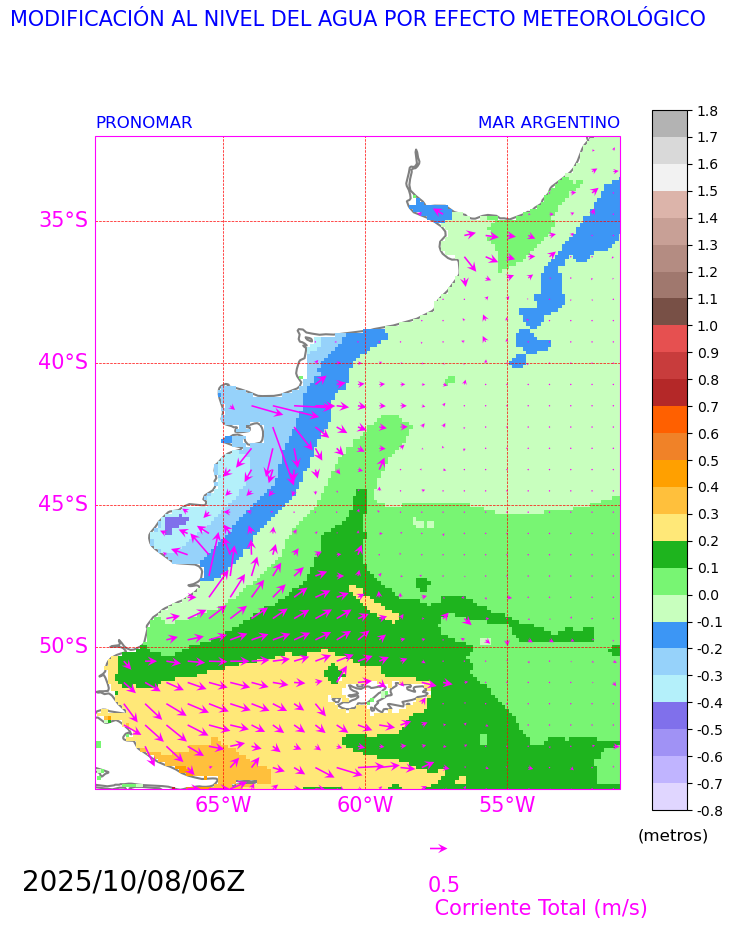 MODIFICACIÓN AL NIVEL DEL AGUA POR EFECTO METEOROLÓGICO
PRONOMAR
MAR ARGENTINO
35°S
40°S
45°S
50°S
65°W
60°W
55°W
1.8
1.7
1.6
1.5
1.4
1.3
1.2
1.1
1.0
0.9
0.8
0.7
0.6
0.5
0.4
0.3
0.2
0.1
0.0
-0.1
-0.2
-0.3
-0.4
-0.5
-0.6
-0.7
-0.8
(metros)
2025/10/08/06Z
0.5
Corriente Total (m/s)